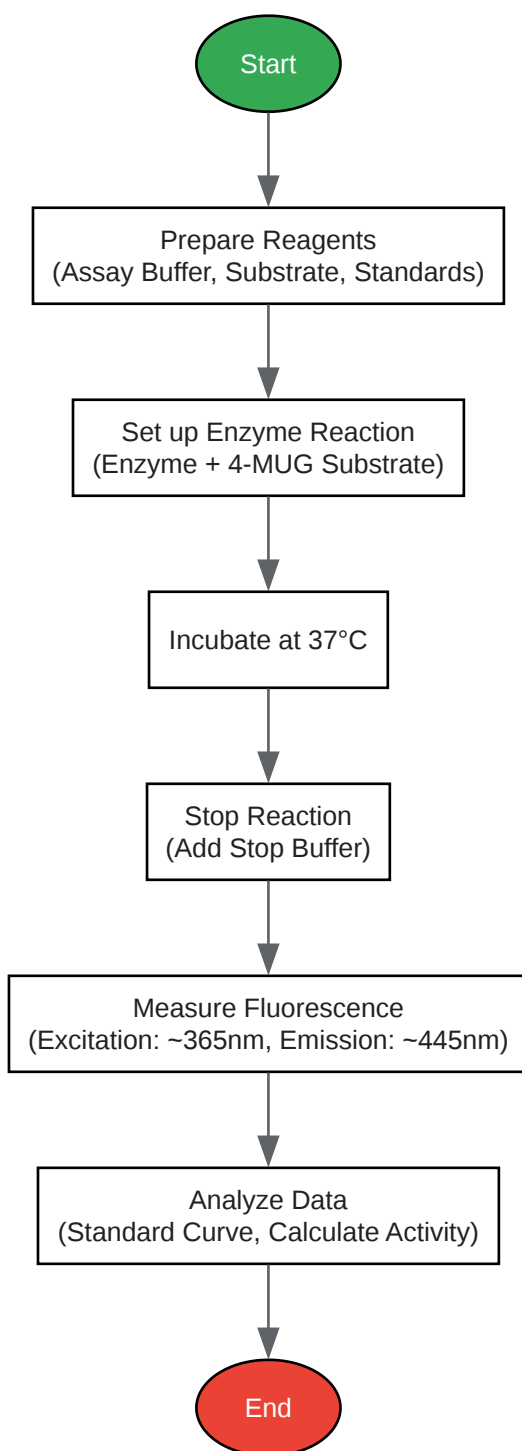 Start
Prepare Reagents
(Assay Buffer, Substrate, Standards)
Set up Enzyme Reaction
(Enzyme + 4-MUG Substrate)
Incubate at 37°C
Stop Reaction
(Add Stop Buffer)
Measure Fluorescence
(Excitation: ~365nm, Emission: ~445nm)
Analyze Data
(Standard Curve, Calculate Activity)
End